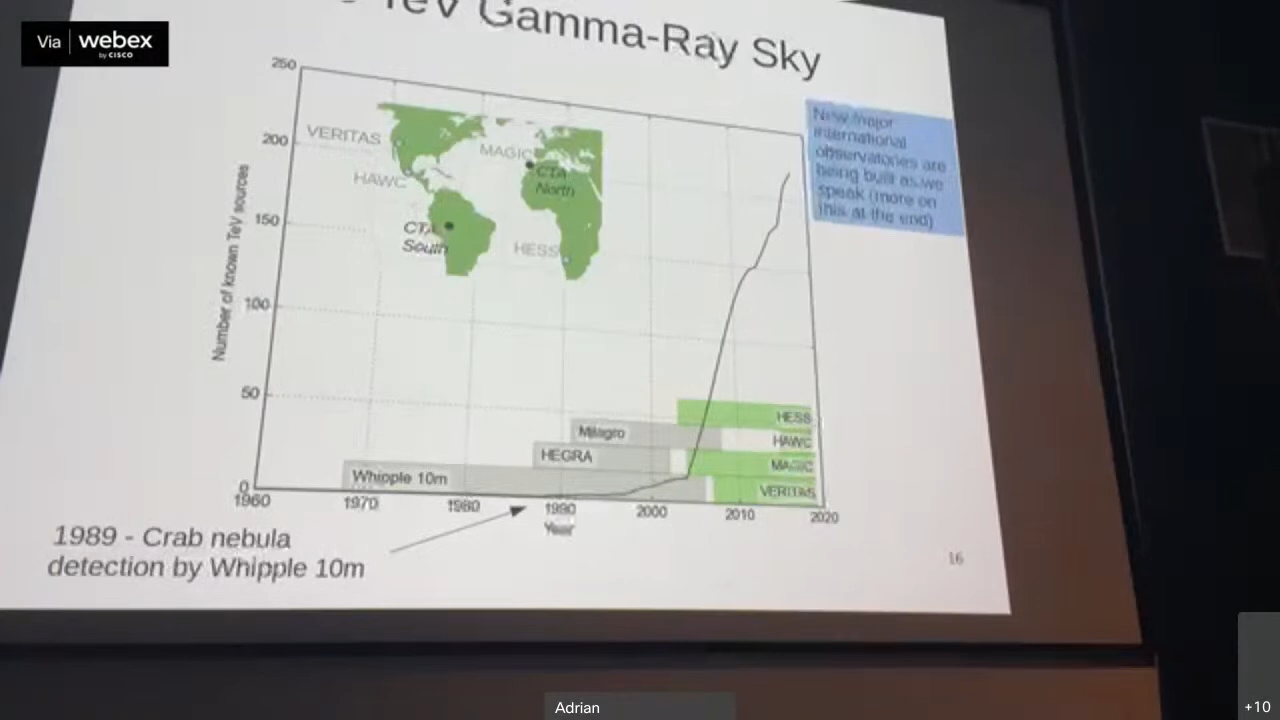 Via webex
by CISCO
TeV Gamma-Ray Sky
250
200
150
100
50
0
Number of known TeV sources
VERITAS
HAWC
MAGIC
CTA
North
CTA
South
HESS
New major
international
observatories are
being built as we
speak (more on
this at the end)
HESS
Milagro
HAWC
HEGRA
MAGIC
Whipple 10m
VERITAS
1960
1970
1980
1990
2000
2010
2020
Year
1989 - Crab nebula
detection by Whipple 10m
16
Adrian
+10